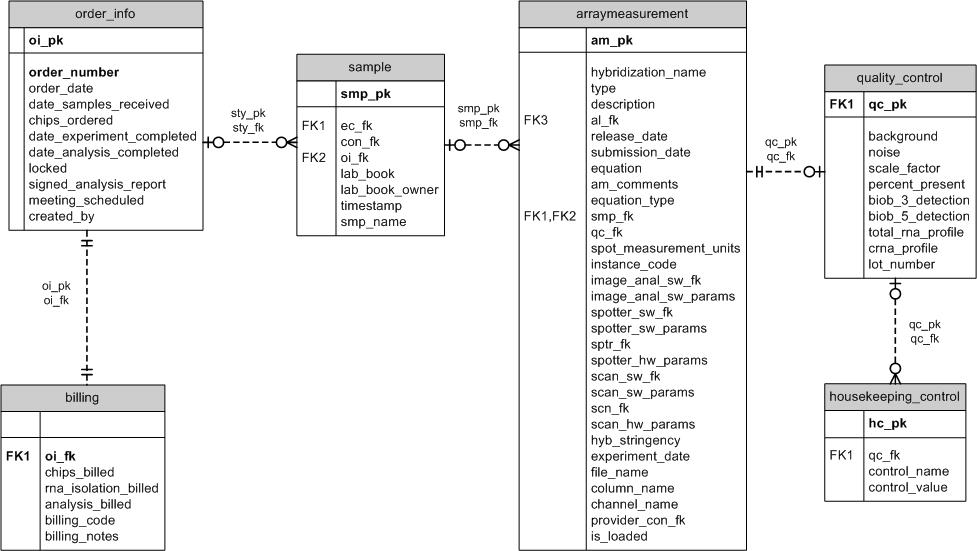 order_info
oi_pk
order_number
order_date
date_samples_received
chips_ordered
date_experiment_completed
date_analysis_completed
locked
signed_analysis_report
meeting_scheduled
created_by
sty_pk
sty_fk
oi_pk
oi_fk
billing
FK1 oi_fk
chips_billed
rna_isolation_billed
analysis_billed
billing_code
billing_notes
sample
smp_pk
FK1 ec_fk
con_fk
FK2 oi_fk
lab_book
lab_book_owner
timestamp
smp_name
smp_pk
smp_fk
arraymeasurement
am_pk
hybridization_name
type
description
FK3 al_fk
release_date
submission_date
equation
am_comments
equation_type
FK1,FK2 smp_fk
qc_fk
spot_measurement_units
instance_code
image_anal_sw_fk
image_anal_sw_params
spotter_sw_fk
spotter_sw_params
sptr_fk
spotter_hw_params
scan_sw_fk
scan_sw_params
scn_fk
scan_hw_params
hyb_stringency
experiment_date
file_name
column_name
channel_name
provider_con_fk
is_loaded
qc_pk
qc_fk
quality_control
FK1 qc_pk
background
noise
scale_factor
percent_present
biob_3_detection
biob_5_detection
total_rna_profile
crna_profile
lot_number
qc_pk
qc_fk
housekeeping_control
hc_pk
FK1 qc_fk
control_name
control_value